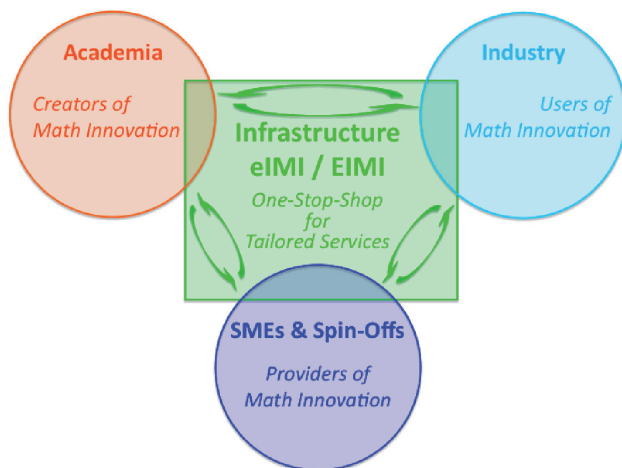 Academia
Creators of
Math Innovation
Industry
Users of
Math Innovation
Infrastructure
eIMI / EIMI
One-Stop-Shop
for
Tailored Services
SMEs & Spin-Offs
Providers of
Math Innovation